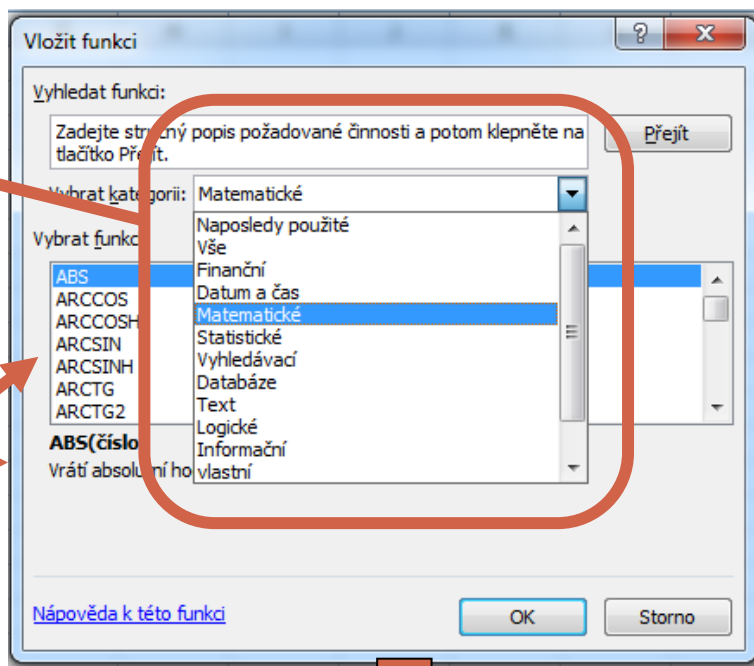 Vložit funkci
Vyhledat funkci:
Zadejte stručný popis požadované činnosti a potom klepněte na
tlačítko Přejít.
Přejít
Vybrat kategorii: Matematické
Naposledy použité
Vše
Finanční
Datum a čas
Matematické
Statistické
Vyhledávací
Databáze
Text
Logické
Informační
vlastní
Vybrat funkc
ABS
ARCCOS
ARCCOSH
ARCSIN
ARCSINH
ARCTG
ARCTG2
ABS(číslo
Vrátí absolutní ho
Nápověda k této funkci
OK
Storno